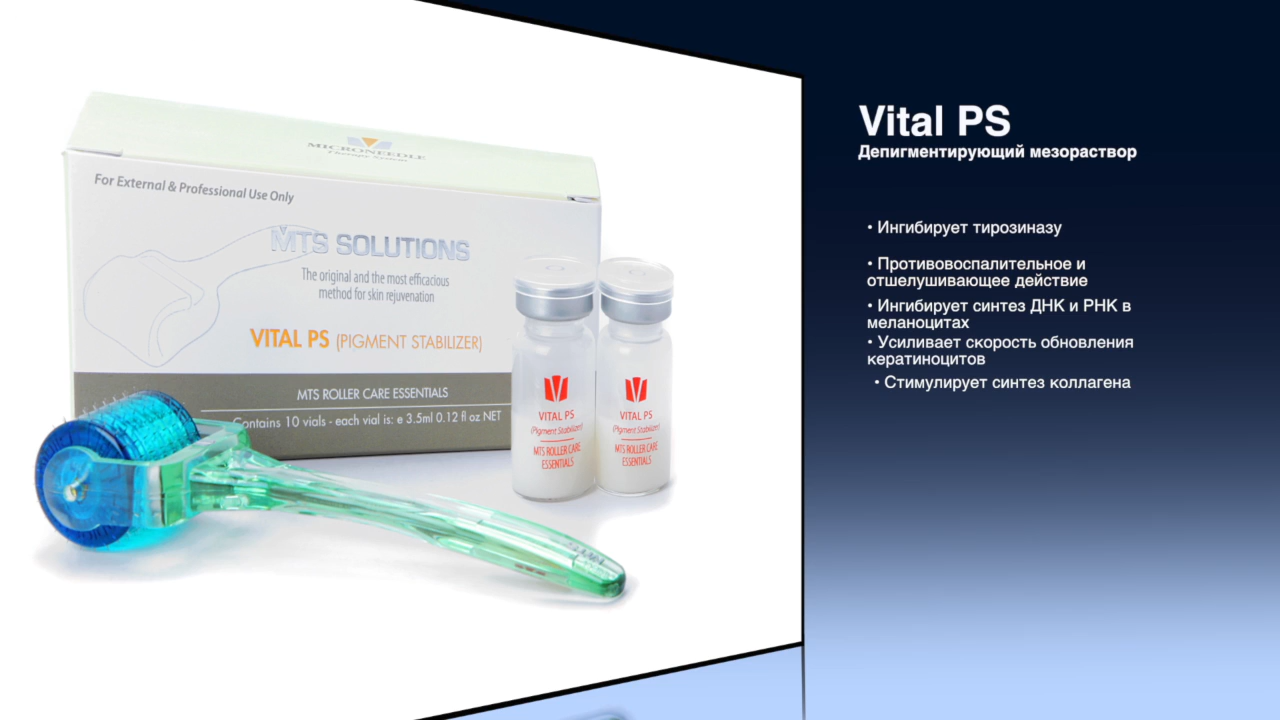 MICRONEEDLE
Therapy System
For External & Professional Use Only
MTS SOLUTIONS
The original and the most efficacious
method for skin rejuvenation
VITAL PS (PIGMENT STABILIZER)
MTS ROLLER CARE ESSENTIALS
Contains 10 vials - each vial is: e 3.5ml 0.12 fl oz NET
VITAL PS
(Pigment Stabilizer)
MTS ROLLER CARE
ESSENTIALS
VITAL PS
(Pigment Stabilizer)
MTS ROLLER CARE
ESSENTIALS
Vital PS
Депигментирующий мезораствор
• Ингибирует тирозиназу
• Противовоспалительное и
отшелушивающее действие
• Ингибирует синтез ДНК и РНК в
меланоцитах
• Усиливает скорость обновления
кератиноцитов
• Стимулирует синтез коллагена